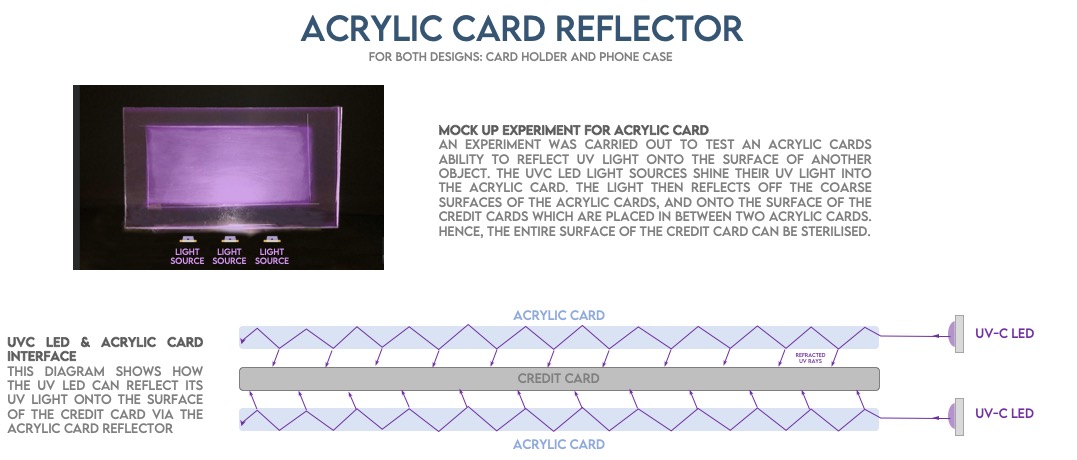 ACRYLIC CARD REFLECTOR
FOR BOTH DESIGNS: CARD HOLDER AND PHONE CASE
MOCK UP EXPERIMENT FOR ACRYLIC CARD
AN EXPERIMENT WAS CARRIED OUT TO TEST AN ACRYLIC CARDS
ABILITY TO REFLECT UV LIGHT ONTO THE SURFACE OF ANOTHER
OBJECT. THE UVC LED LIGHT SOURCES SHINE THEIR UV LIGHT INTO
THE ACRYLIC CARD. THE LIGHT THEN REFLECTS OFF THE COARSE
SURFACES OF THE ACRYLIC CARDS, AND ONTO THE SURFACE OF THE
CREDIT CARDS WHICH ARE PLACED IN BETWEEN TWO ACRYLIC CARDS.
HENCE, THE ENTIRE SURFACE OF THE CREDIT CARD CAN BE STERILISED.
LIGHT SOURCE
LIGHT SOURCE
LIGHT SOURCE
UVC LED & ACRYLIC CARD
INTERFACE
THIS DIAGRAM SHOWS HOW
THE UV LED CAN REFLECT ITS
UV LIGHT ONTO THE SURFACE
OF THE CREDIT CARD VIA THE
ACRYLIC CARD REFLECTOR
ACRYLIC CARD
UV-C LED
REFRACTED
UV RAYS
CREDIT CARD
UV-C LED
ACRYLIC CARD